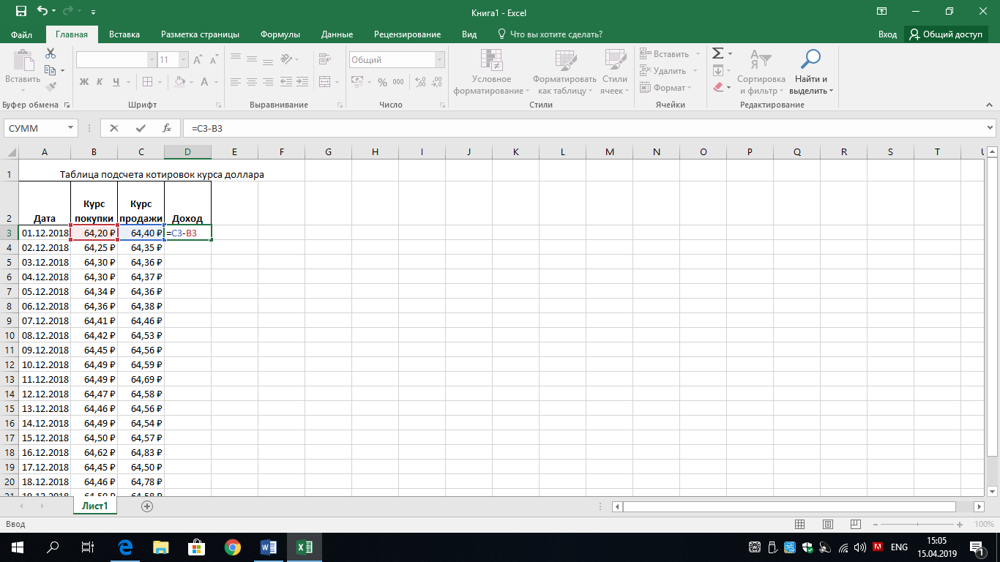 Книга1 - Excel
Файл Главная Вставка Разметка страницы Формулы Данные Рецензирование Вид Что вы хотите сделать? Вход Общий доступ
Вставить
Буфер обмена
11
Ж К Ч
Шрифт
Выравнивание
Общий
% 000
Число
Условное форматирование
Форматировать как таблицу
Стили ячеек
Стили
Вставить
Удалить
Формат
Ячейки
Сортировка и фильтр
Найти и выделить
Редактирование
СУММ fx =C3-B3
A B C D E F G H I J K L M N O P Q R S T U
1 Таблица подсчета котировок курса доллара
2 Дата Курс покупки Курс продажи Доход
3 01.12.2018 64,20 ₽ 64,40 ₽ =C3-B3
4 02.12.2018 64,25 ₽ 64,35 ₽
5 03.12.2018 64,30 ₽ 64,36 ₽
6 04.12.2018 64,30 ₽ 64,37 ₽
7 05.12.2018 64,34 ₽ 64,36 ₽
8 06.12.2018 64,36 ₽ 64,38 ₽
9 07.12.2018 64,41 ₽ 64,46 ₽
10 08.12.2018 64,42 ₽ 64,53 ₽
11 09.12.2018 64,45 ₽ 64,56 ₽
12 10.12.2018 64,49 ₽ 64,59 ₽
13 11.12.2018 64,49 ₽ 64,69 ₽
14 12.12.2018 64,47 ₽ 64,58 ₽
15 13.12.2018 64,46 ₽ 64,56 ₽
16 14.12.2018 64,49 ₽ 64,54 ₽
17 15.12.2018 64,50 ₽ 64,57 ₽
18 16.12.2018 64,62 ₽ 64,83 ₽
19 17.12.2018 64,45 ₽ 64,50 ₽
20 18.12.2018 64,46 ₽ 64,78 ₽
21 19.12.2018 64,50 ₽ 64,58 ₽
Лист1
Ввод 100%
ENG 15:05
15.04.2019
1